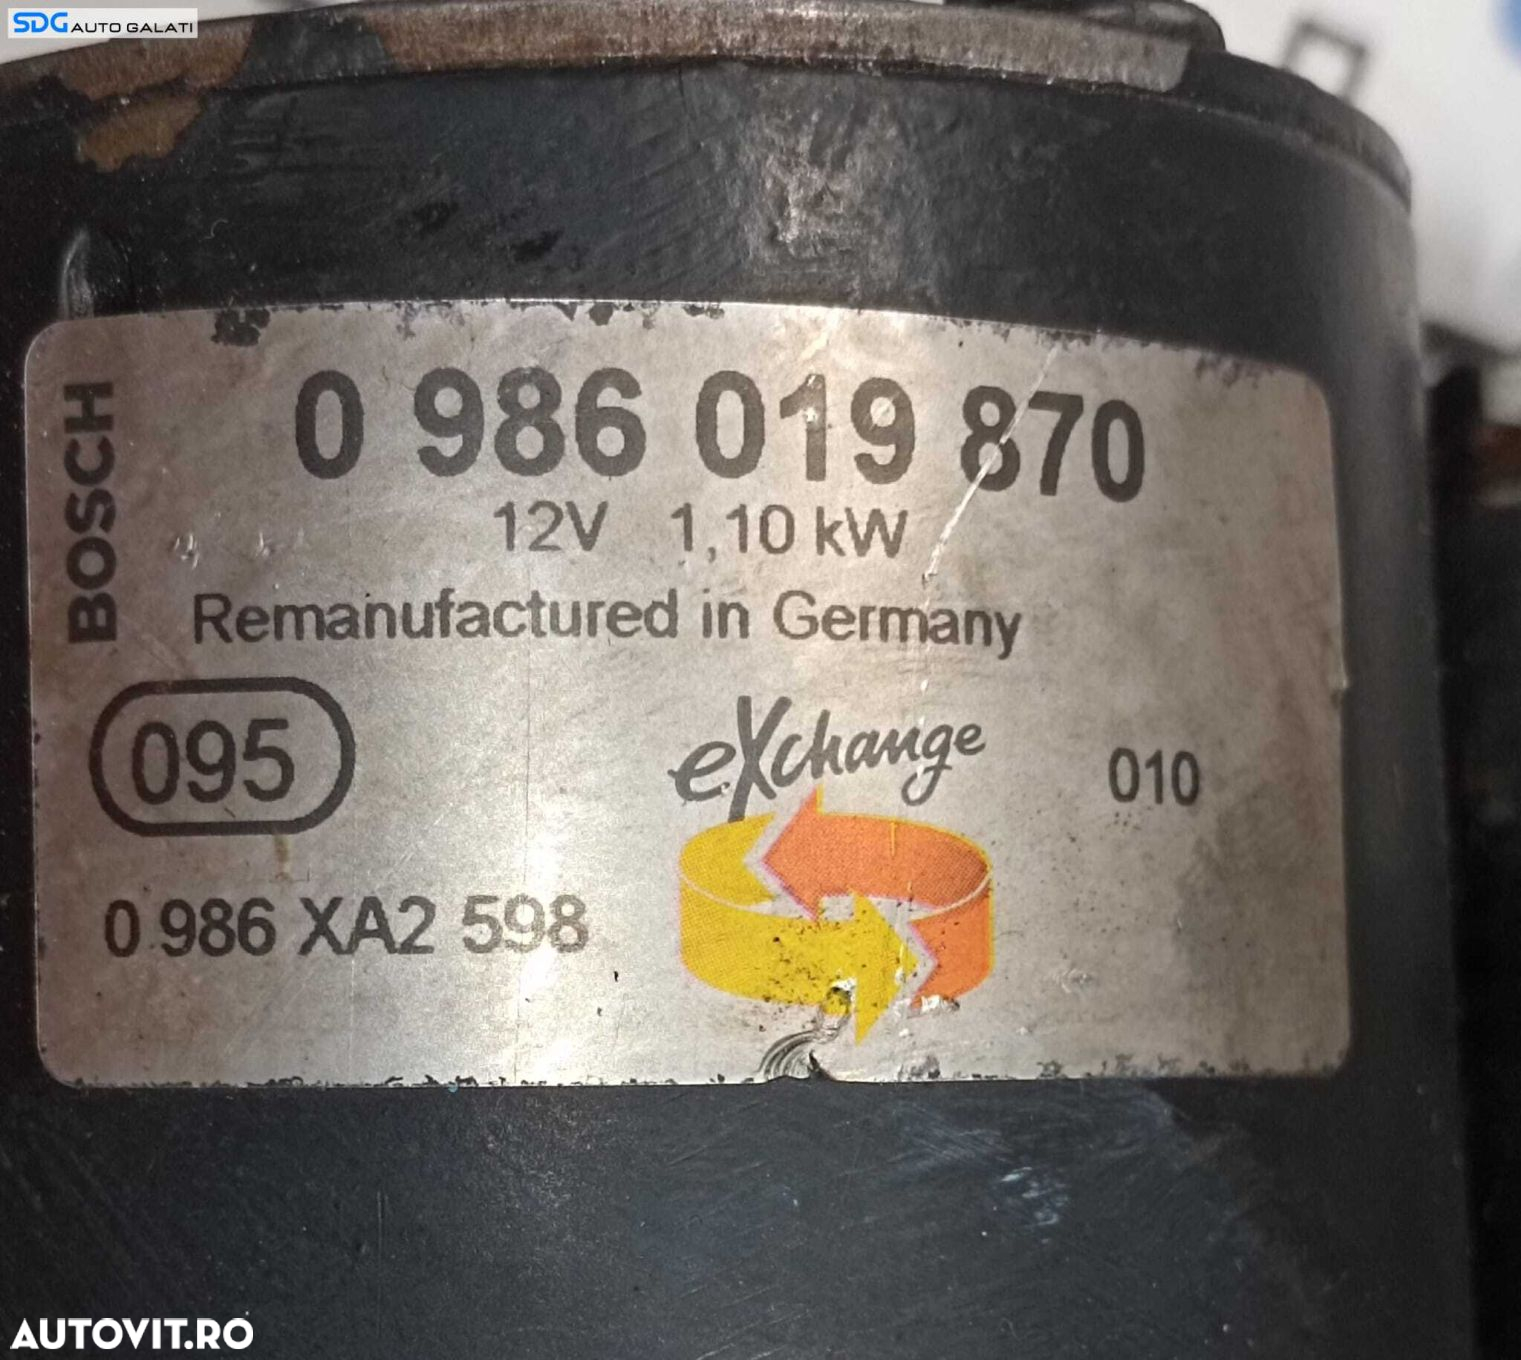 SDG AUTO GALATI
BOSCH
0 986 019 870
12V 1,10 kW
Remanufactured in Germany
095
eXchange
010
0 986 XA2 598
AUTOVIT.RO